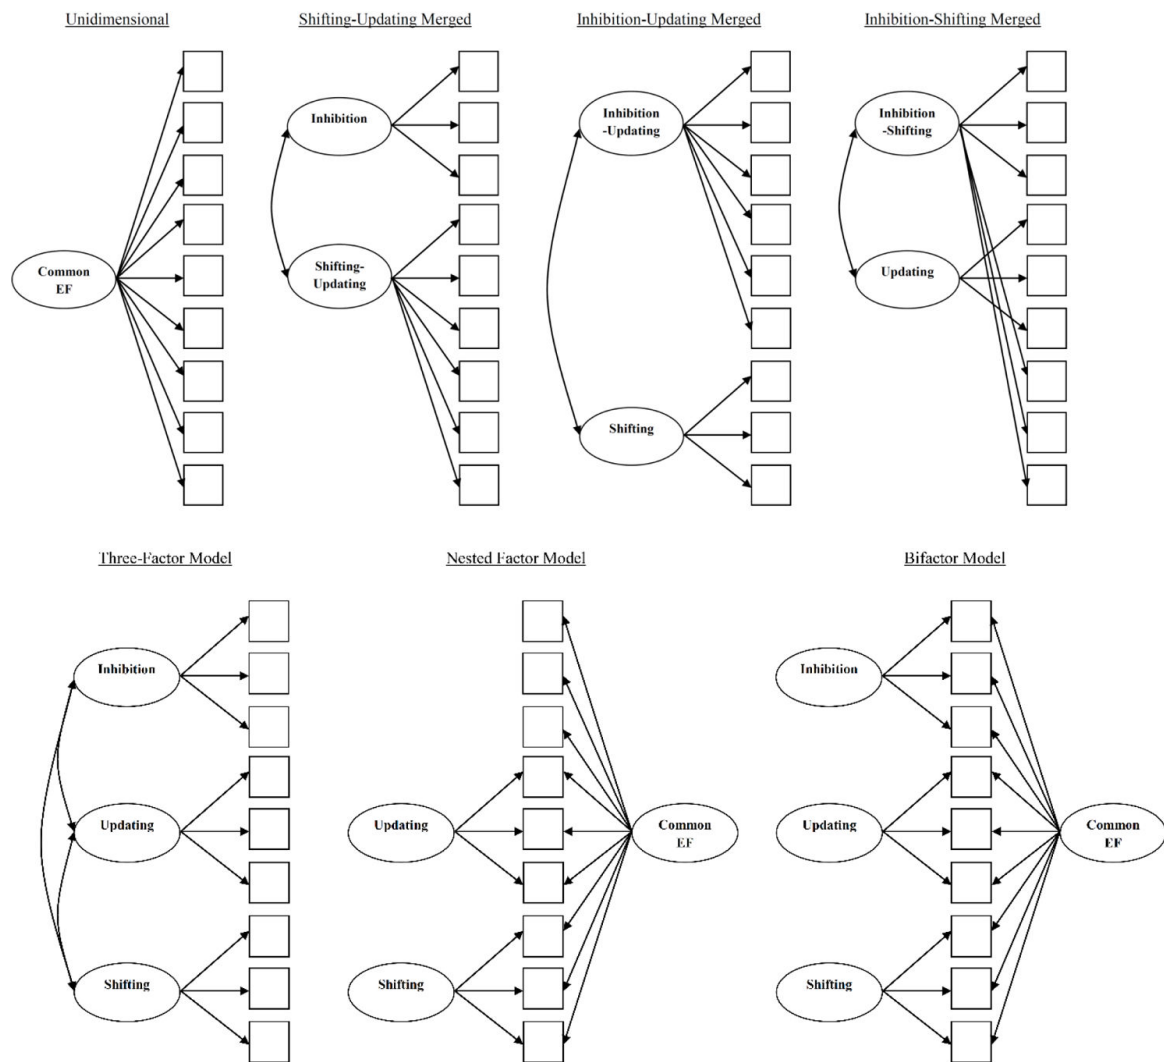 Unidimensional
Shifting-Updating Merged
Inhibition-Updating Merged
Inhibition-Shifting Merged
Common
EF
Inhibition
Shifting-
Updating
Inhibition
-Updating
Shifting
Inhibition
-Shifting
Updating
Three-Factor Model
Nested Factor Model
Bifactor Model
Inhibition
Updating
Shifting
Updating
Shifting
Common
EF
Inhibition
Updating
Shifting
Common
EF